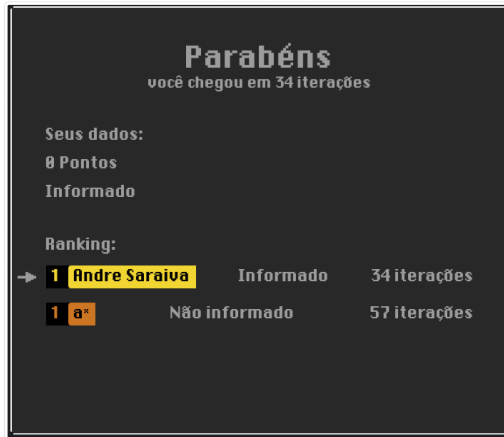 Parabéns
você chegou em 34 iterações
Seus dados:
0 Pontos
Informado
Ranking:
1 Andre Saraiva Informado 34 iterações
1 a* Não informado 57 iterações